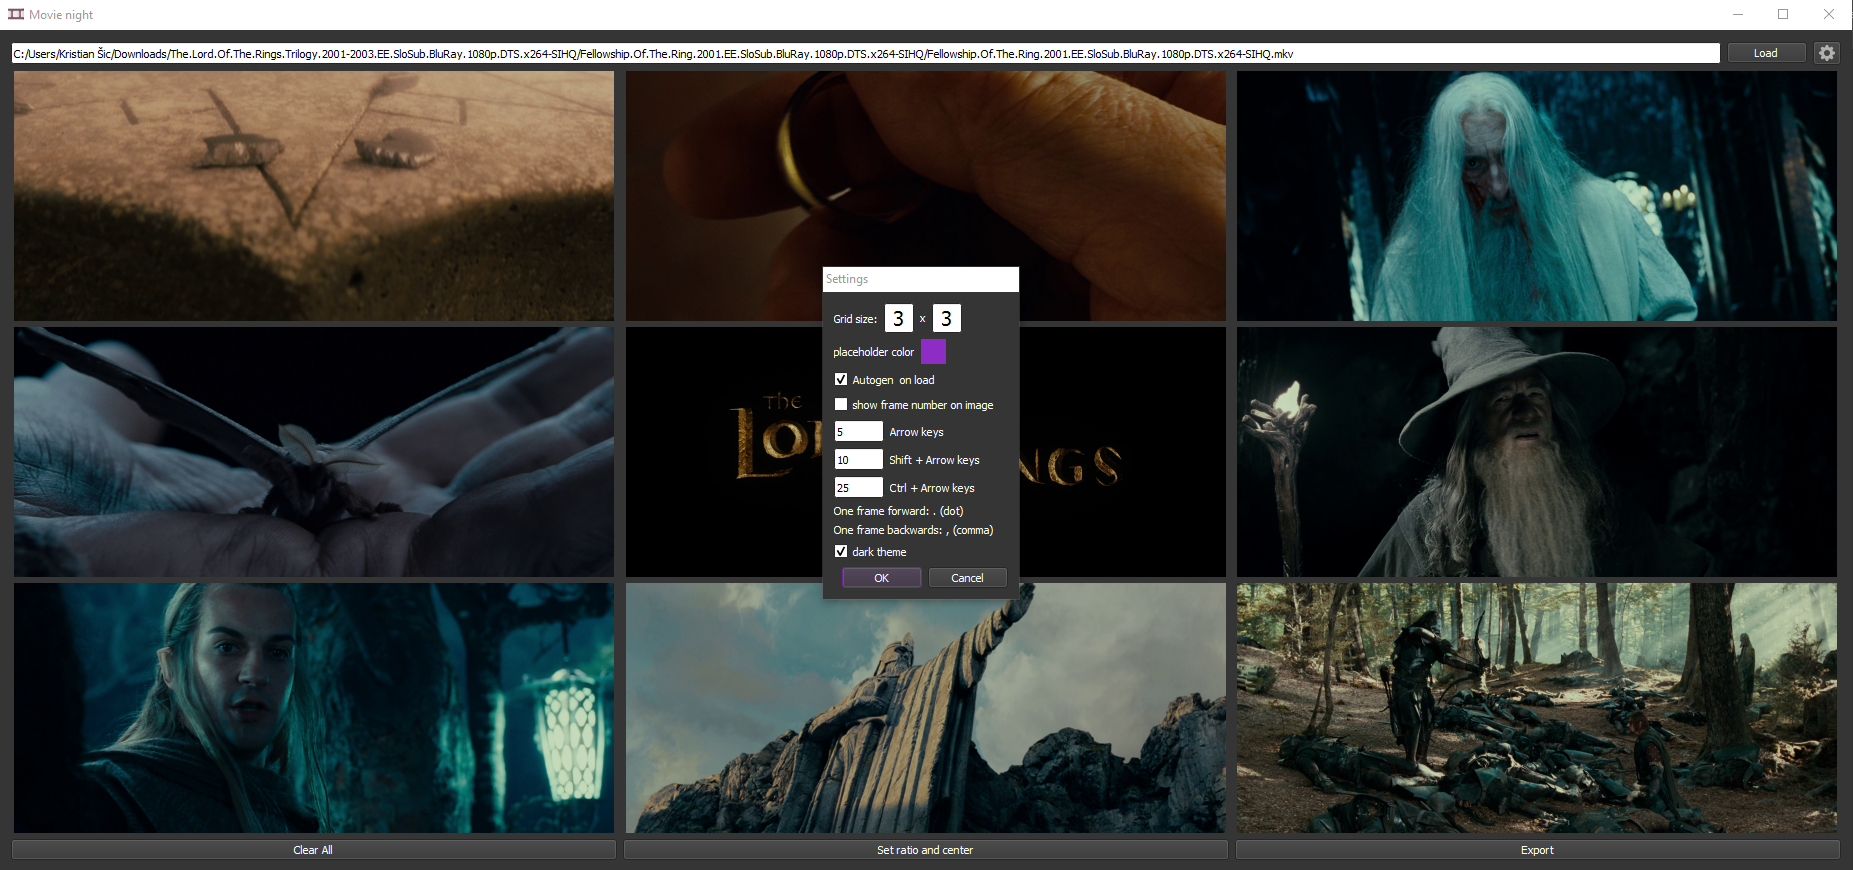 Movie night
C:/Users/Kristian Šic/Downloads/The.Lord.Of.The.Rings.Trilogy.2001-2003.EE.SloSub.BluRay.1080p.DTS.x264-SIHQ/Fellowship.Of.The.Ring.2001.EE.SloSub.BluRay.1080p.DTS.x264-SIHQ/Fellowship.Of.The.Ring.2001.EE.SloSub.BluRay.1080p.DTS.x264-SIHQ.mkv
Load
Settings
Grid size: 3 x 3
placeholder color
Autogen on load
show frame number on image
5 Arrow keys
10 Shift + Arrow keys
25 Ctrl + Arrow keys
One frame forward: . (dot)
One frame backwards: , (comma)
dark theme
OK Cancel
THE
Clear All
Set ratio and center
Export